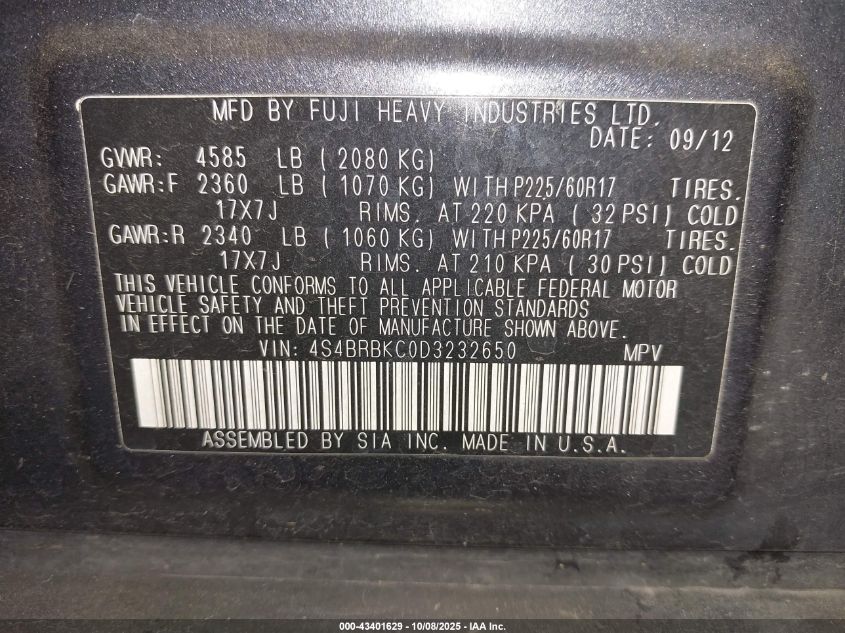 MFD BY FUJI HEAVY INDUSTRIES LTD.
DATE: 09/12
GVWR: 4585 LB ( 2080 KG)
GAWR:F 2360 LB ( 1070 KG) WITH P225/60R17 TIRES.
17X7J RIMS. AT 220 KPA ( 32 PSI) COLD
GAWR:R 2340 LB ( 1060 KG) WITH P225/60R17 TIRES.
17X7J RIMS. AT 210 KPA ( 30 PSI) COLD
THIS VEHICLE CONFORMS TO ALL APPLICABLE FEDERAL MOTOR
VEHICLE SAFETY AND THEFT PREVENTION STANDARDS
IN EFFECT ON THE DATE OF MANUFACTURE SHOWN ABOVE.
VIN: 4S4BRBKC0D3232650 MPV
ASSEMBLED BY SIA INC. MADE IN U.S.A.
000-43401629 - 10/08/2025 - IAA Inc.